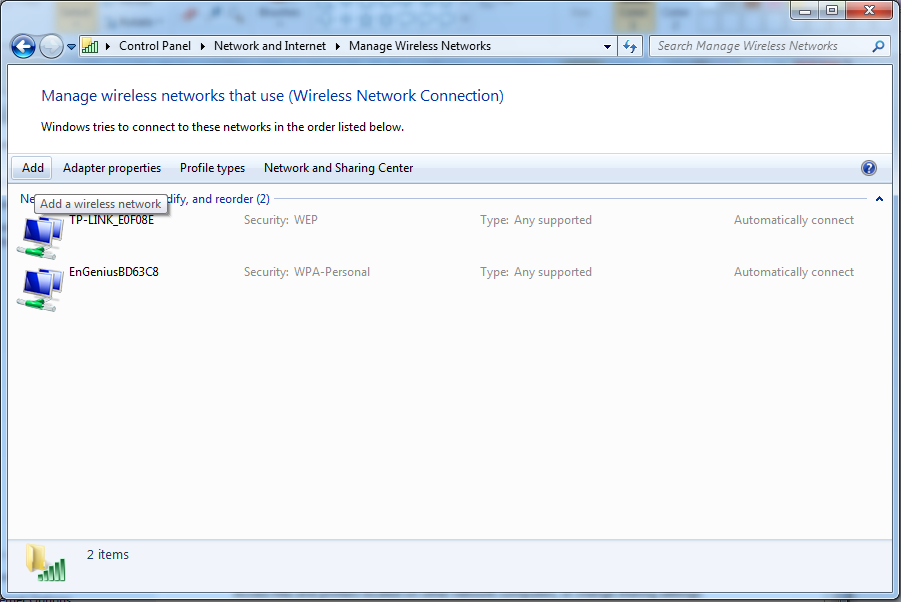 Control Panel Network and Internet Manage Wireless Networks Search Manage Wireless Networks
Manage wireless networks that use (Wireless Network Connection)
Windows tries to connect to these networks in the order listed below.
Add Adapter properties Profile types Network and Sharing Center
Ne dify, and reorder (2)
Add a wireless network
TP-LINK_E0F08E Security: WEP Type: Any supported Automatically connect
EnGeniusBD63C8 Security: WPA-Personal Type: Any supported Automatically connect
2 items